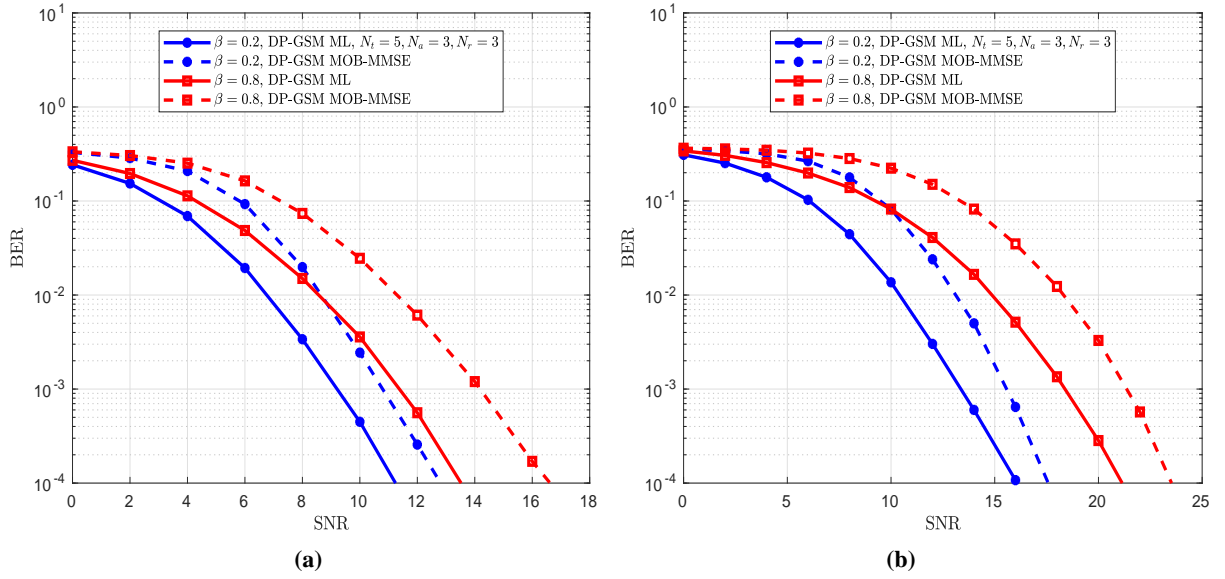 10^1
10^0
10^-1
10^-2
10^-3
10^-4
BER
0 2 4 6 8 10 12 14 16 18
SNR
β = 0.2, DP-GSM ML, N_t = 5, N_a = 3, N_r = 3
β = 0.2, DP-GSM MOB-MMSE
β = 0.8, DP-GSM ML
β = 0.8, DP-GSM MOB-MMSE
(a)
10^1
10^0
10^-1
10^-2
10^-3
10^-4
BER
0 5 10 15 20 25
SNR
β = 0.2, DP-GSM ML, N_t = 5, N_a = 3, N_r = 3
β = 0.2, DP-GSM MOB-MMSE
β = 0.8, DP-GSM ML
β = 0.8, DP-GSM MOB-MMSE
(b)